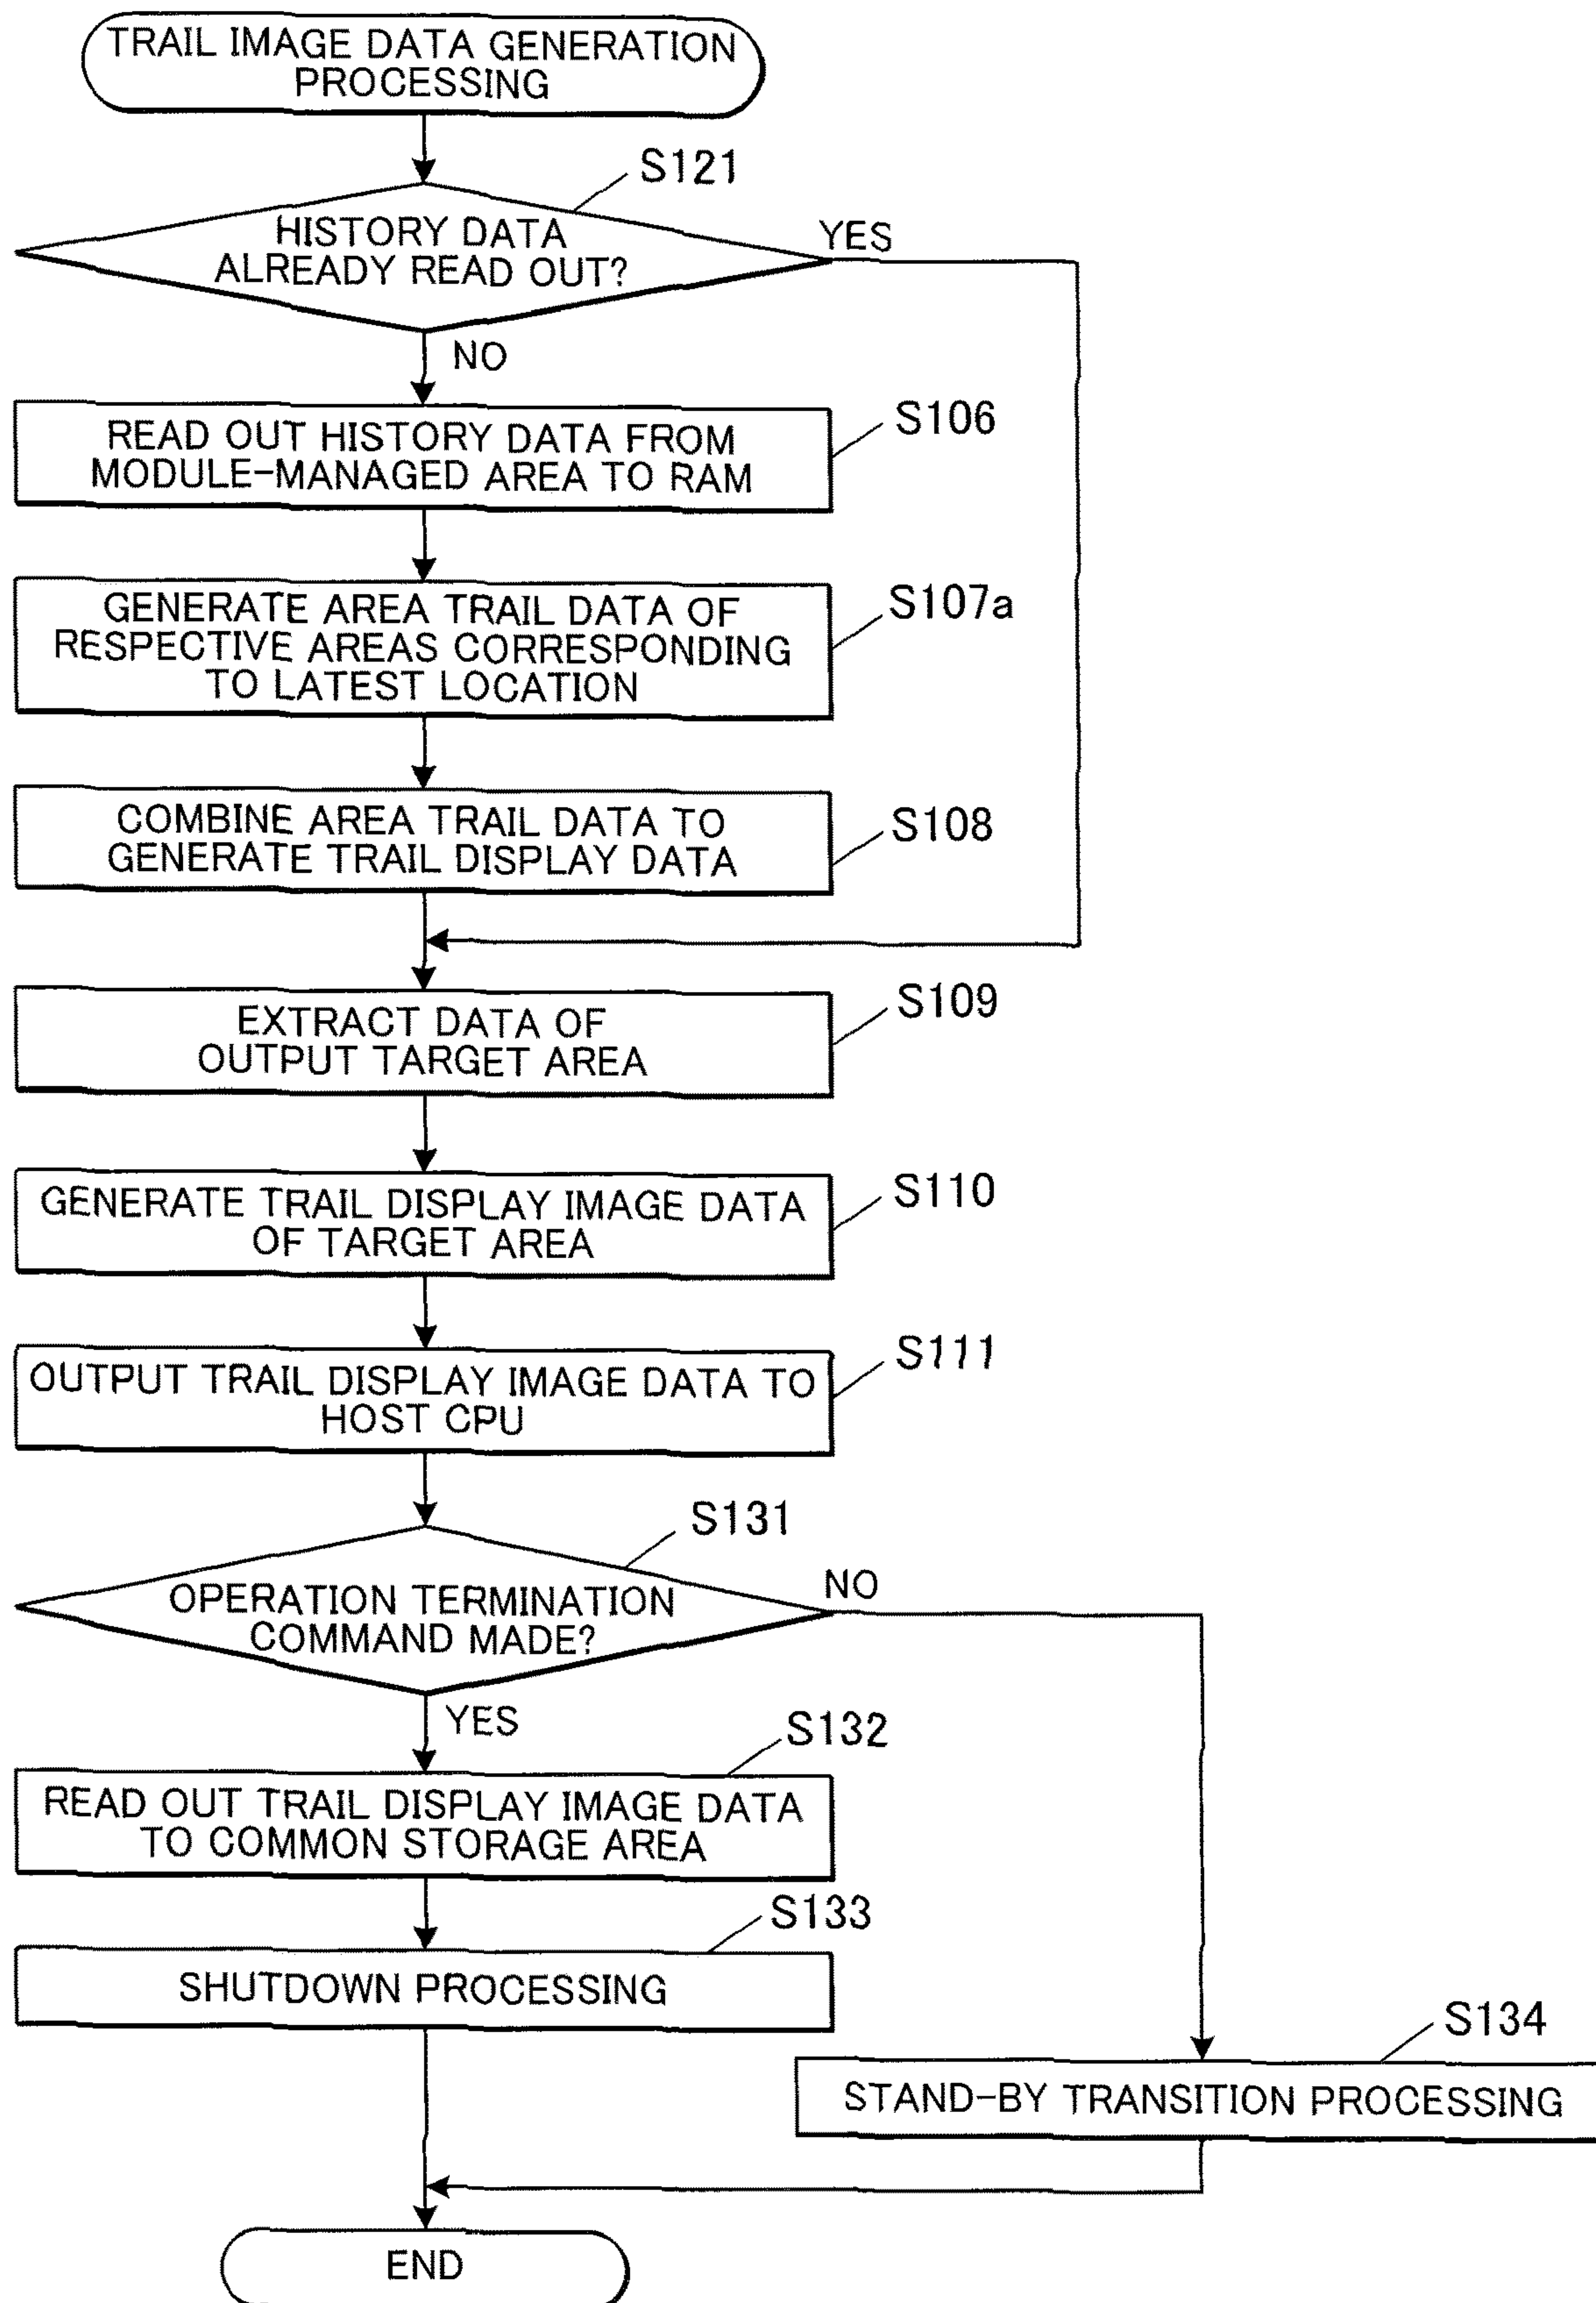 TRAIL IMAGE DATA GENERATION
PROCESSING
S121
HISTORY DATA
ALREADY READ OUT?
YES
NO
S106
READ OUT HISTORY DATA FROM
MODULE-MANAGED AREA TO RAM
S107a
GENERATE AREA TRAIL DATA OF
RESPECTIVE AREAS CORRESPONDING
TO LATEST LOCATION
S108
COMBINE AREA TRAIL DATA TO
GENERATE TRAIL DISPLAY DATA
S109
EXTRACT DATA OF
OUTPUT TARGET AREA
S110
GENERATE TRAIL DISPLAY IMAGE DATA
OF TARGET AREA
S111
OUTPUT TRAIL DISPLAY IMAGE DATA TO
HOST CPU
S131
OPERATION TERMINATION
COMMAND MADE?
NO
YES
S132
READ OUT TRAIL DISPLAY IMAGE DATA
TO COMMON STORAGE AREA
S133
SHUTDOWN PROCESSING
S134
STAND-BY TRANSITION PROCESSING
END